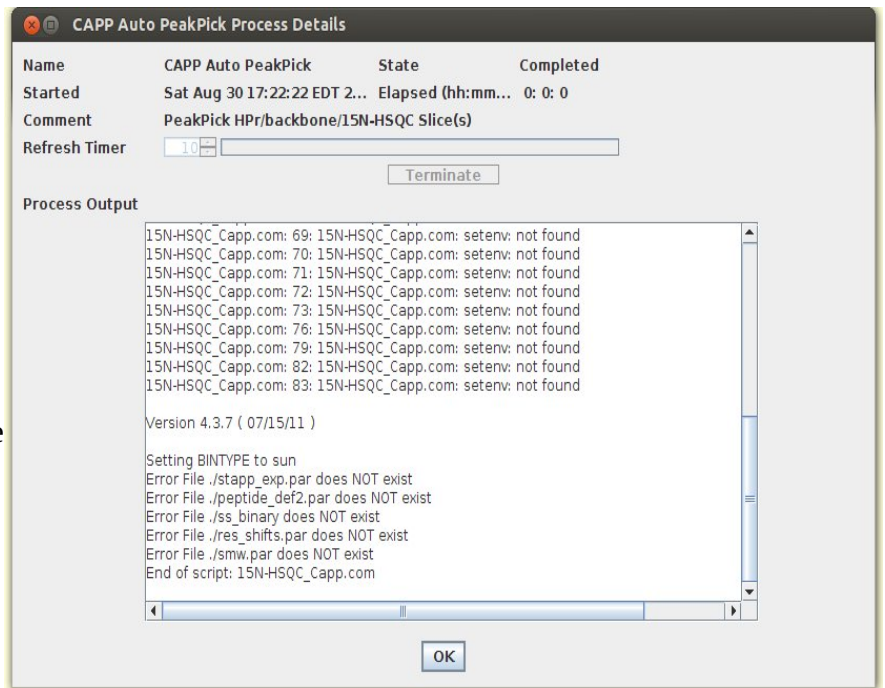 CAPP Auto PeakPick Process Details
Name CAPP Auto PeakPick State Completed
Started Sat Aug 30 17:22:22 EDT 2... Elapsed (hh:mm... 0: 0: 0
Comment PeakPick HPr/backbone/15N-HSQC Slice(s)
Refresh Timer 10
Terminate
Process Output
15N-HSQC_Capp.com: 69: 15N-HSQC_Capp.com: setenv: not found
15N-HSQC_Capp.com: 70: 15N-HSQC_Capp.com: setenv: not found
15N-HSQC_Capp.com: 71: 15N-HSQC_Capp.com: setenv: not found
15N-HSQC_Capp.com: 72: 15N-HSQC_Capp.com: setenv: not found
15N-HSQC_Capp.com: 73: 15N-HSQC_Capp.com: setenv: not found
15N-HSQC_Capp.com: 76: 15N-HSQC_Capp.com: setenv: not found
15N-HSQC_Capp.com: 79: 15N-HSQC_Capp.com: setenv: not found
15N-HSQC_Capp.com: 82: 15N-HSQC_Capp.com: setenv: not found
15N-HSQC_Capp.com: 83: 15N-HSQC_Capp.com: setenv: not found
Version 4.3.7 ( 07/15/11 )
Setting BINTYPE to sun
Error File ./stapp_exp.par does NOT exist
Error File ./peptide_def2.par does NOT exist
Error File ./ss_binary does NOT exist
Error File ./res_shifts.par does NOT exist
Error File ./smw.par does NOT exist
End of script: 15N-HSQC_Capp.com
OK